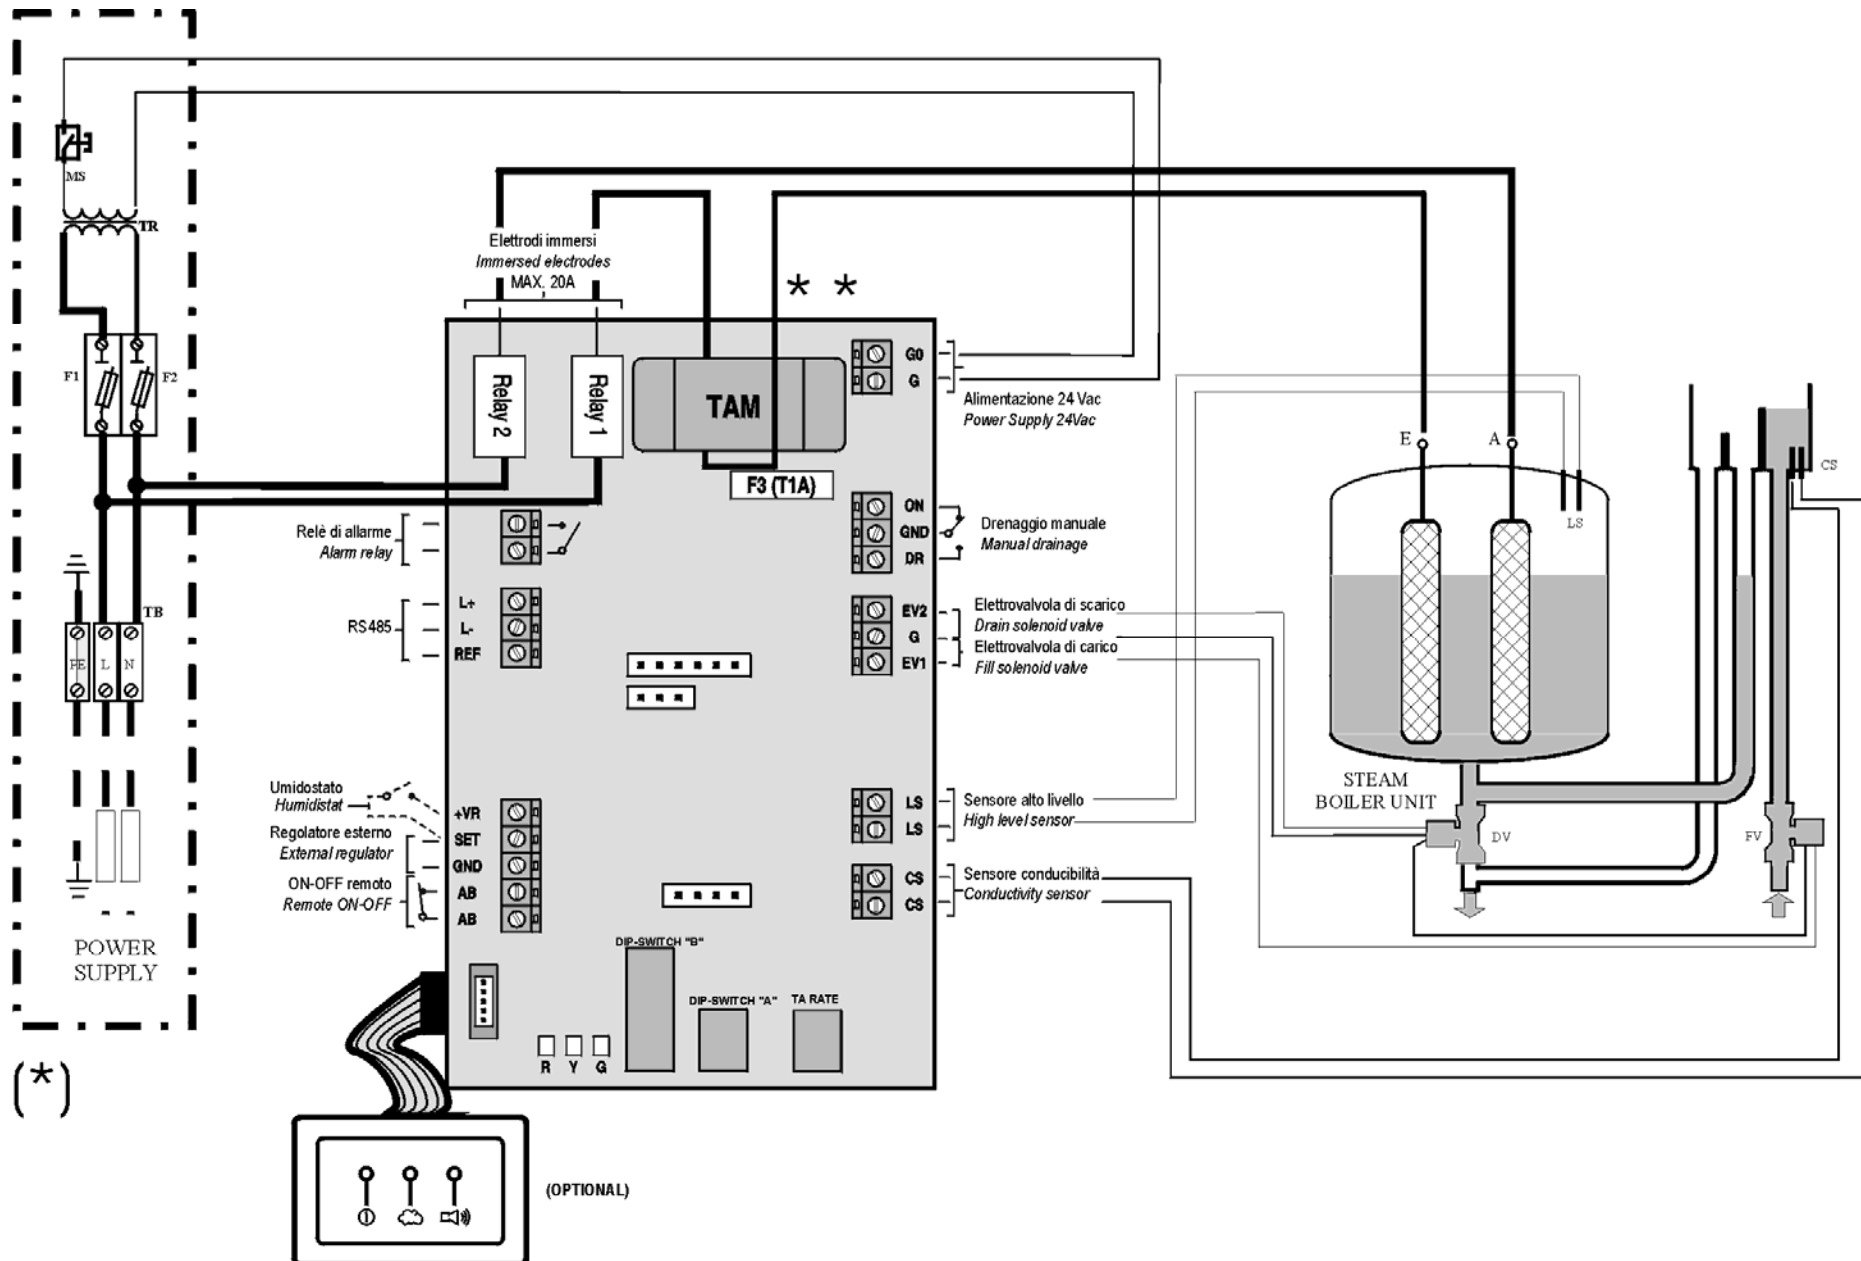 MS
TR
F1
F2
TB
PE L N
POWER
SUPPLY
(*)
Elettrodi immersi
Immersed electrodes
MAX. 20A
* *
Relay 2
Relay 1
TAM
F3 (T1A)
G0
G
Alimentazione 24 Vac
Power Supply 24Vac
Relè di allarme
Alarm relay
ON
GND
DR
Drenaggio manuale
Manual drainage
RS485
L+
L-
REF
EV2
G
EV1
Elettrovalvola di scarico
Drain solenoid valve
Elettrovalvola di carico
Fill solenoid valve
Umidostato
Humidistat
Regolatore esterno
External regulator
ON-OFF remoto
Remote ON-OFF
+VR
SET
GND
AB
AB
LS
LS
Sensore alto livello
High level sensor
CS
CS
Sensore conducibilità
Conductivity sensor
DIP-SWITCH "B"
DIP-SWITCH "A"
TA RATE
R Y G
(OPTIONAL)
E
A
LS
CS
STEAM
BOILER UNIT
DV
FV